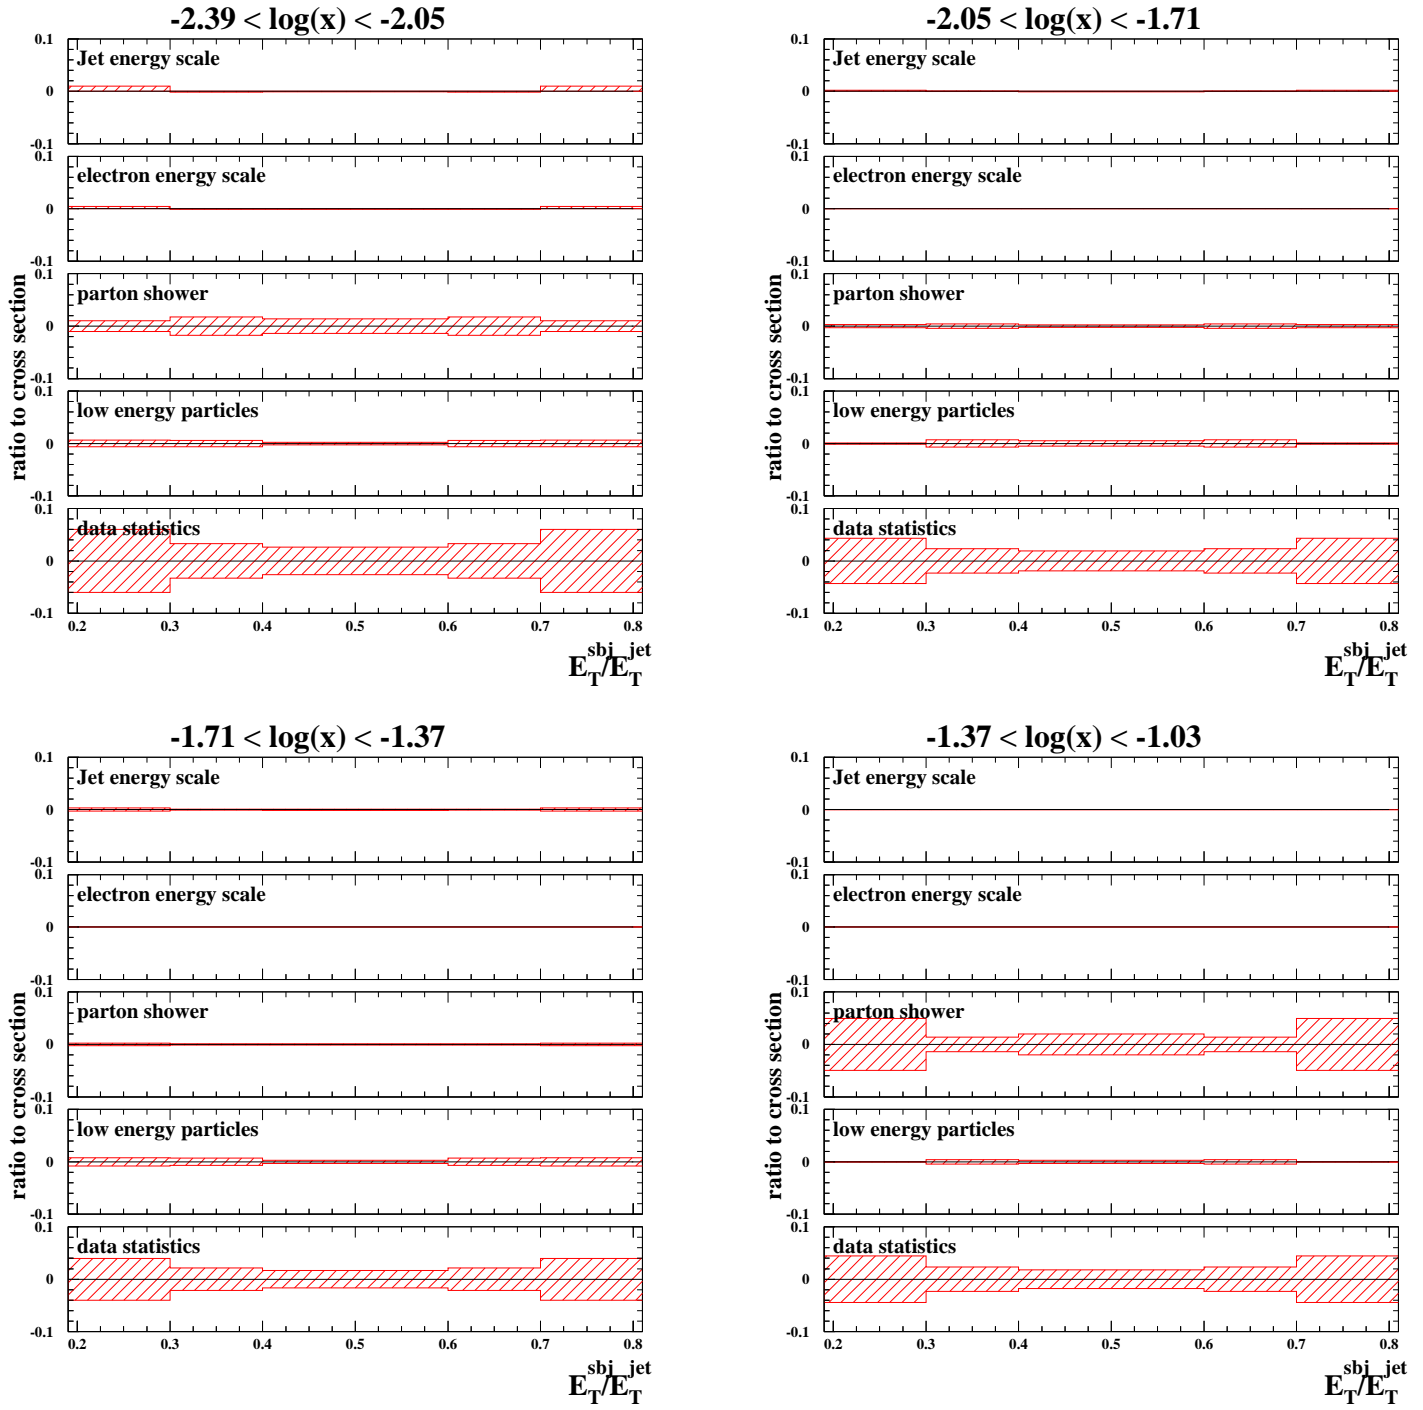 -2.39 < log(x) < -2.05
0.1
Jet energy scale
0
-0.1
0.1
electron energy scale
0
-0.1
0.1
parton shower
0
-0.1
0.1
low energy particles
0
-0.1
0.1
data statistics
0
-0.1
0.2 0.3 0.4 0.5 0.6 0.7 0.8
ratio to cross section
E_T^sbj/E_T^jet
-2.05 < log(x) < -1.71
0.1
Jet energy scale
0
-0.1
0.1
electron energy scale
0
-0.1
0.1
parton shower
0
-0.1
0.1
low energy particles
0
-0.1
0.1
data statistics
0
-0.1
0.2 0.3 0.4 0.5 0.6 0.7 0.8
ratio to cross section
E_T^sbj/E_T^jet
-1.71 < log(x) < -1.37
0.1
Jet energy scale
0
-0.1
0.1
electron energy scale
0
-0.1
0.1
parton shower
0
-0.1
0.1
low energy particles
0
-0.1
0.1
data statistics
0
-0.1
0.2 0.3 0.4 0.5 0.6 0.7 0.8
ratio to cross section
E_T^sbj/E_T^jet
-1.37 < log(x) < -1.03
0.1
Jet energy scale
0
-0.1
0.1
electron energy scale
0
-0.1
0.1
parton shower
0
-0.1
0.1
low energy particles
0
-0.1
0.1
data statistics
0
-0.1
0.2 0.3 0.4 0.5 0.6 0.7 0.8
ratio to cross section
E_T^sbj/E_T^jet